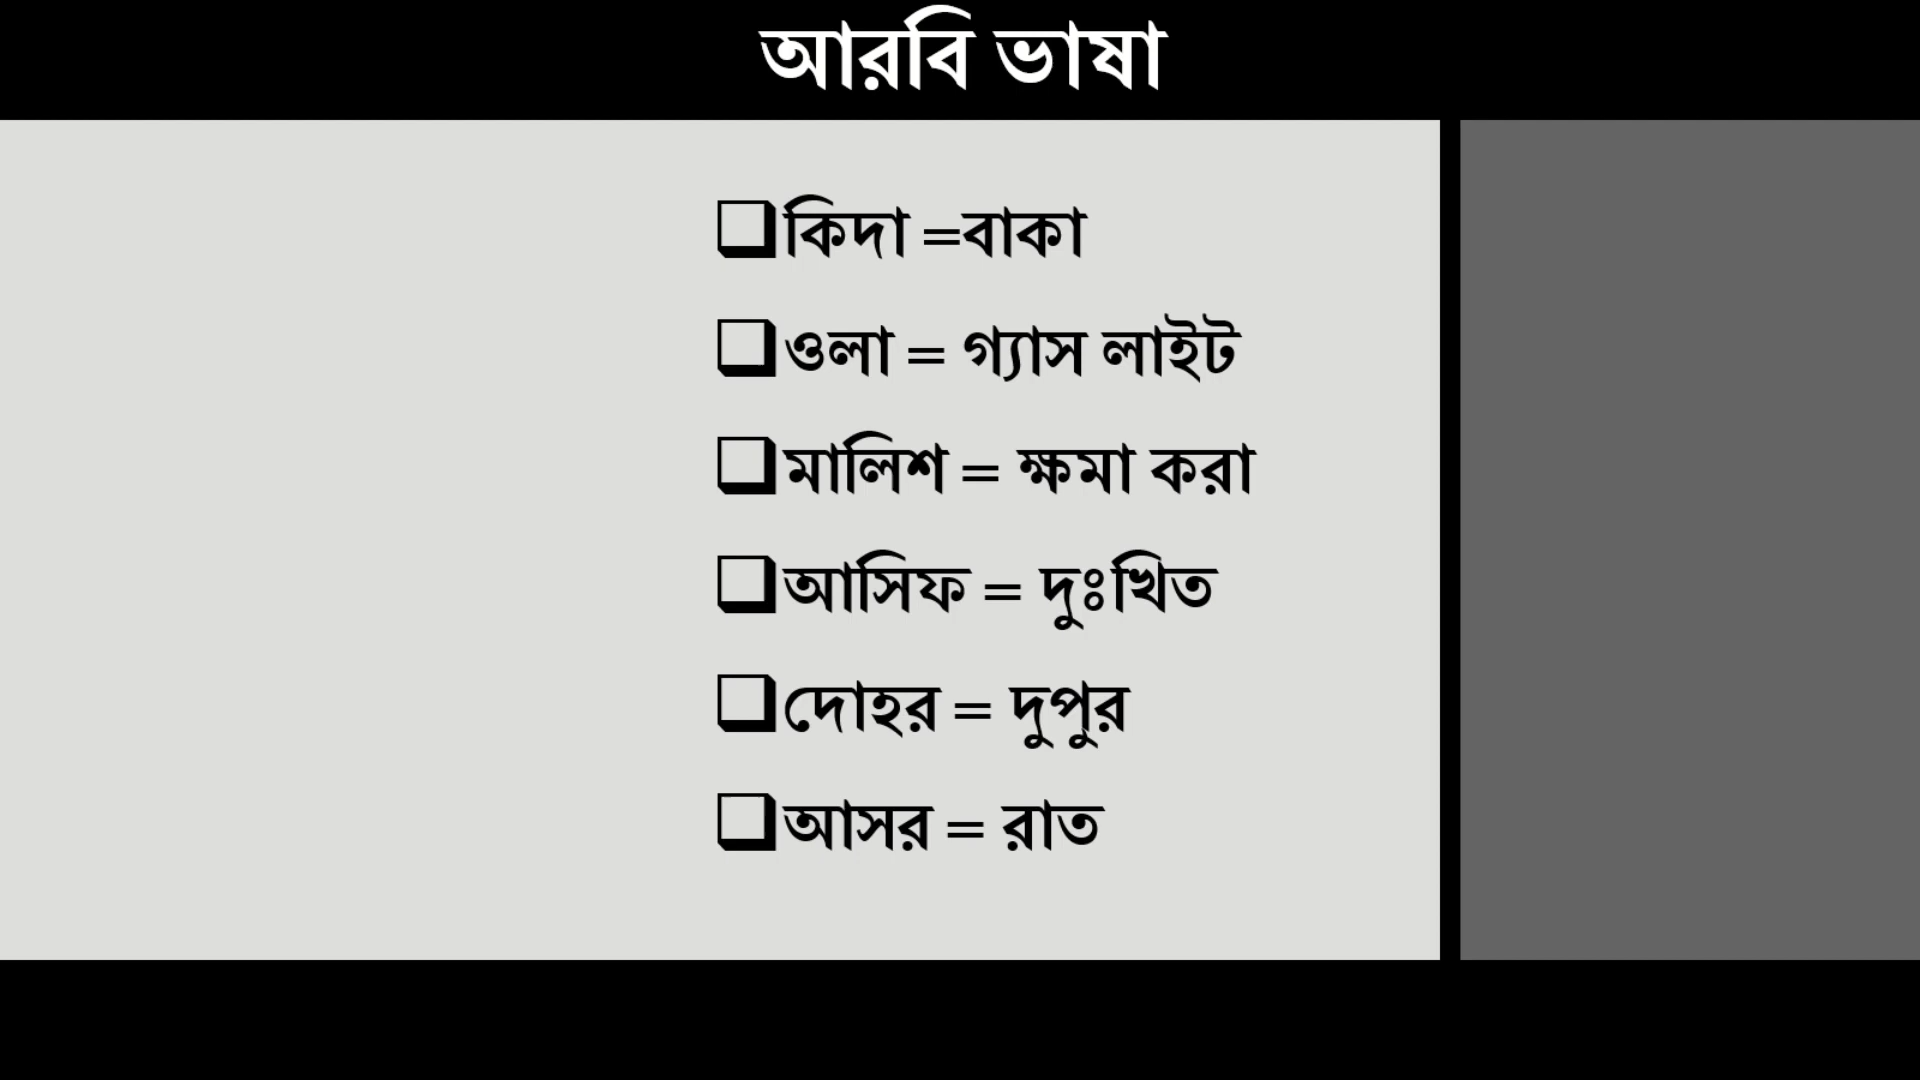 আরবি ভাষা
❑কিদা =বাকা
❑ওলা = গ্যাস লাইট
❑মালিশ = ক্ষমা করা
❑আসিফ = দুঃখিত
❑দোহর = দুপুর
❑আসর = রাত